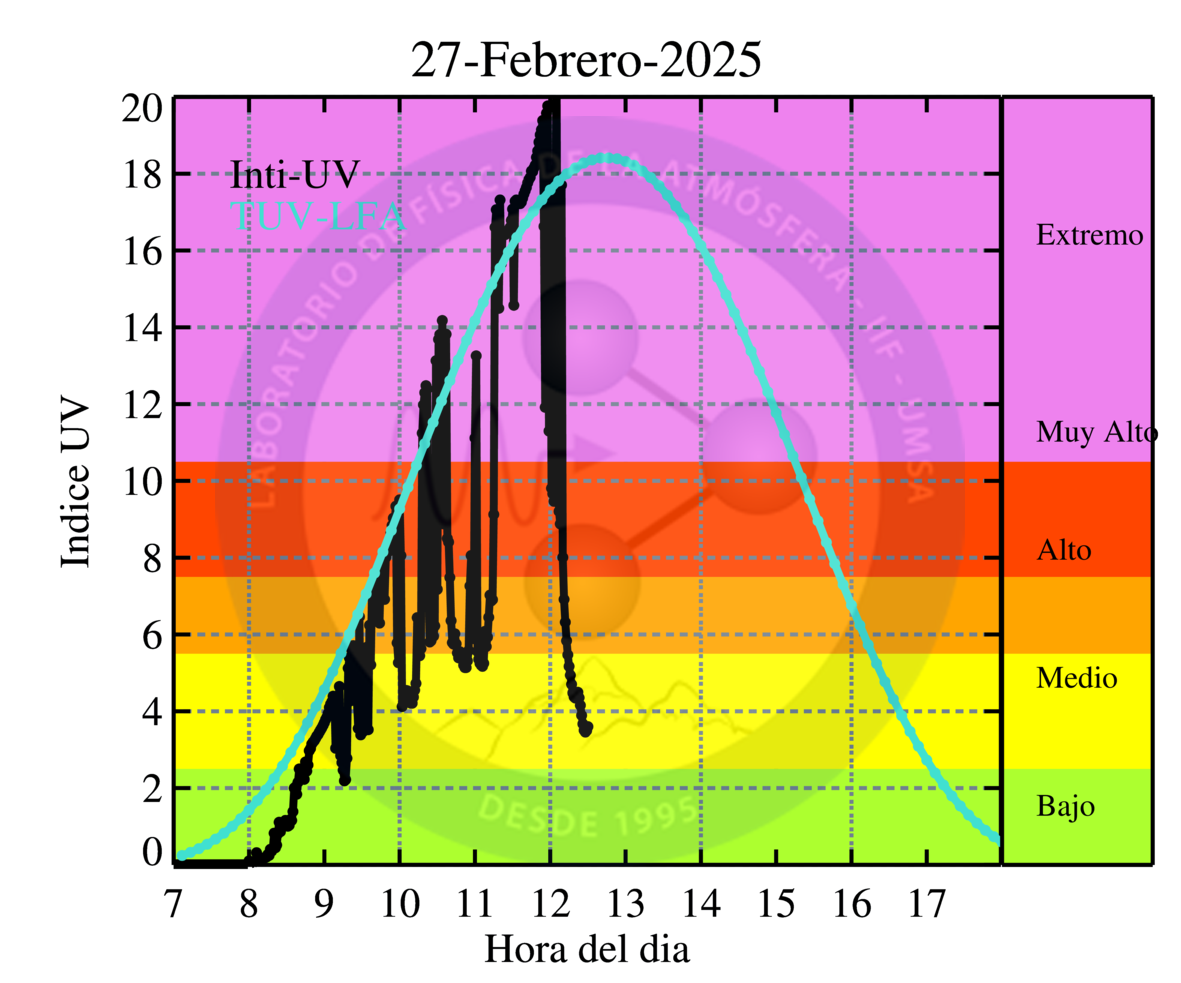 27-Febrero-2025
20
18
16
14
12
10
8
6
4
2
0
Indice UV
Inti-UV
TUV-LFA
LABORATORIO DE FÍSICA DE LA ATMÓSFERA - IIF - UMSA
DESDE 1995
Extremo
Muy Alto
Alto
Medio
Bajo
7 8 9 10 11 12 13 14 15 16 17
Hora del dia